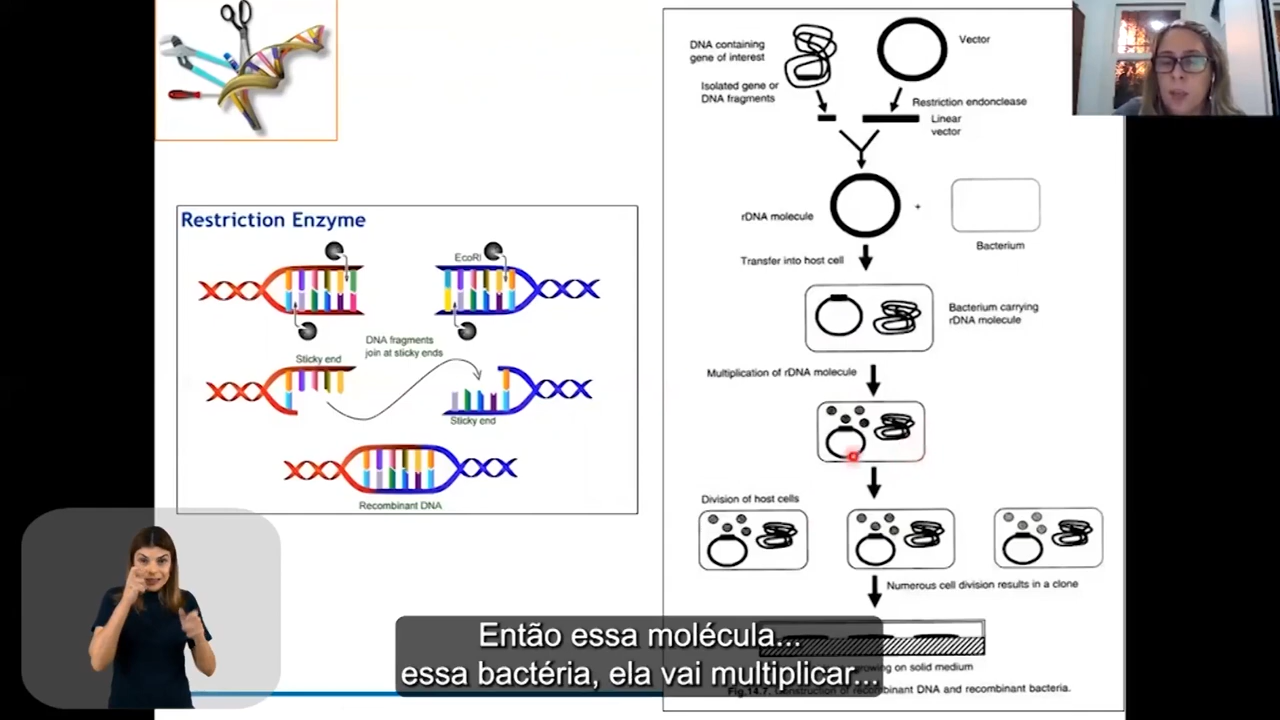 Restriction Enzyme
EcoRI
DNA fragments
join at sticky ends
Sticky end
Sticky end
Recombinant DNA
DNA containing
gene of interest
Vector
Isolated gene or
DNA fragments
Restriction endonclease
Linear
vector
rDNA molecule
+
Bacterium
Transfer into host cell
Bacterium carrying
rDNA molecule
Multiplication of rDNA molecule
Division of host cells
Numerous cell division results in a clone
growing on solid medium
Fig.14.7. Construction of recombinant DNA and recombinant bacteria.
Então essa molécula...
essa bactéria, ela vai multiplicar...